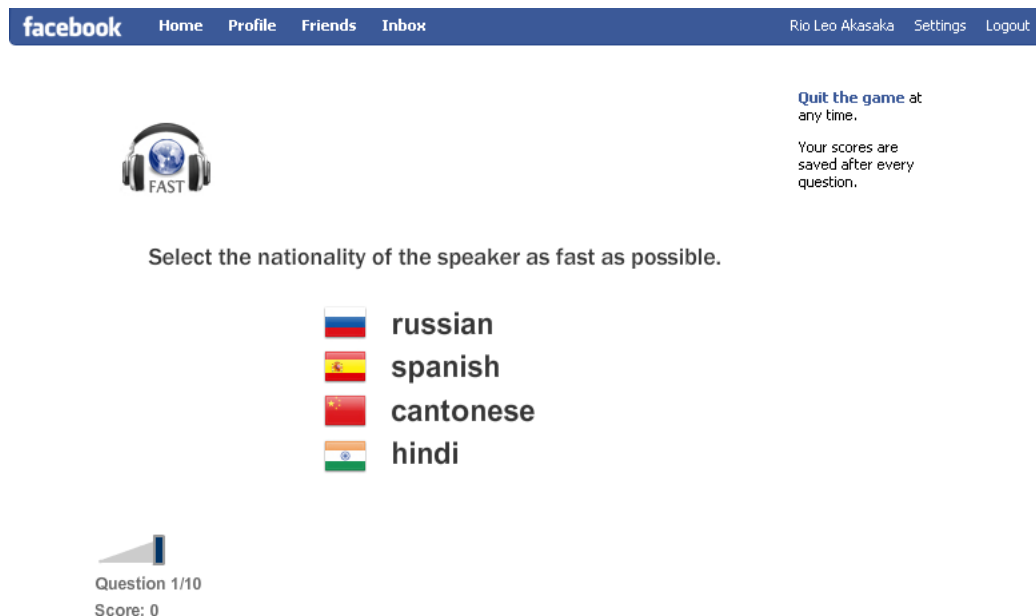 facebook Home Profile Friends Inbox Rio Leo Akasaka Settings Logout
Quit the game at
any time.
Your scores are
saved after every
question.
FAST
Select the nationality of the speaker as fast as possible.
russian
spanish
cantonese
hindi
Question 1/10
Score: 0